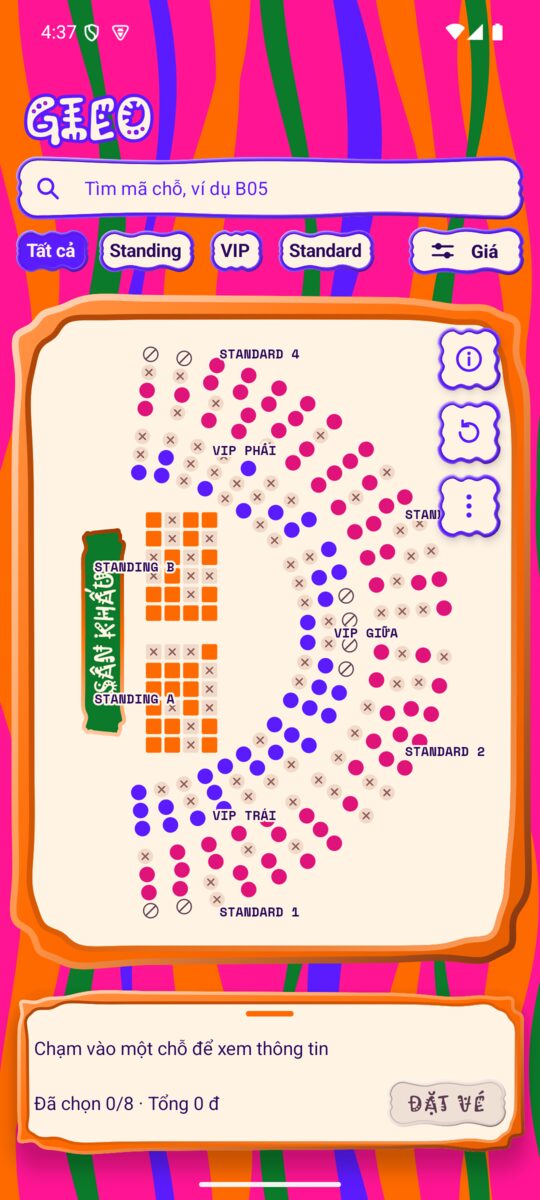 4:37
GIEO
Tìm mã chỗ, ví dụ B05
Tất cả
Standing
VIP
Standard
Giá
STANDARD 4
VIP PHẢI
STAND
STANDING B
SÂN KHẤU
VIP GIỮA
STANDING A
STANDARD 2
VIP TRÁI
STANDARD 1
Chạm vào một chỗ để xem thông tin
Đã chọn 0/8 · Tổng 0 đ
ĐẶT VÉ